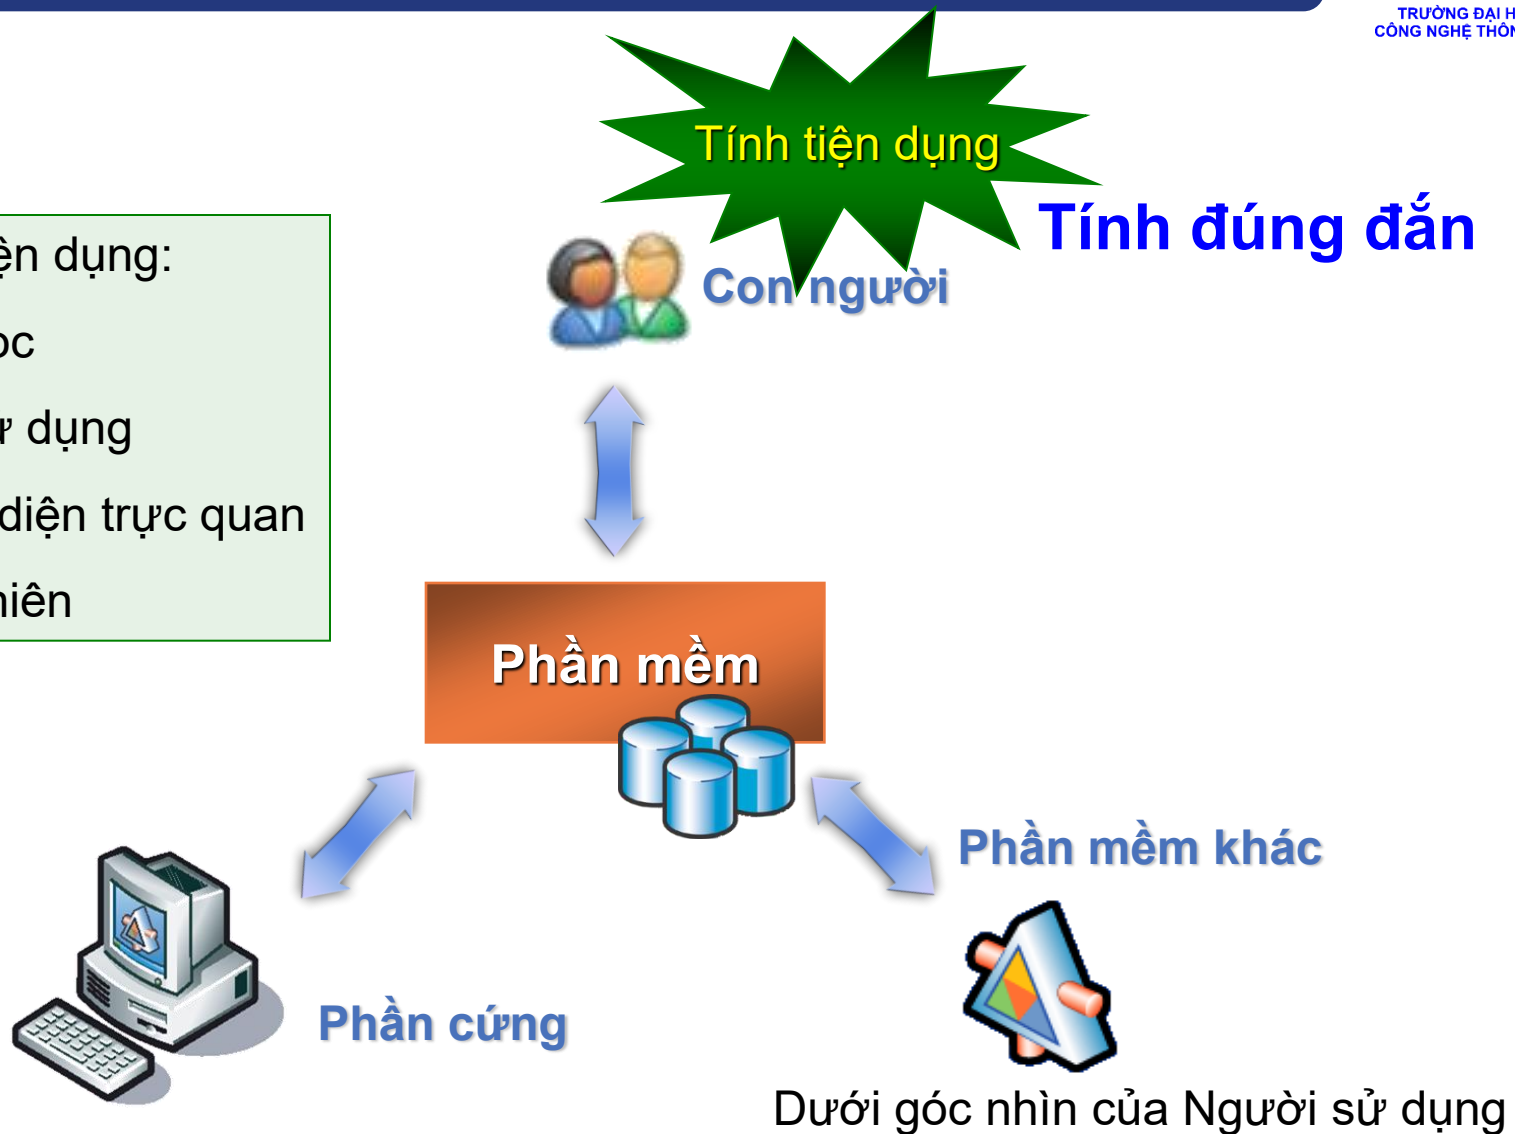 TRƯỜNG ĐẠI H
CÔNG NGHỆ THÔN
Tính tiện dụng
Tính đúng đắn
ện dụng:
ọc
ử dụng
diện trực quan
hiên
Con người
Phần mềm
Phần mềm khác
Phần cứng
Dưới góc nhìn của Người sử dụng